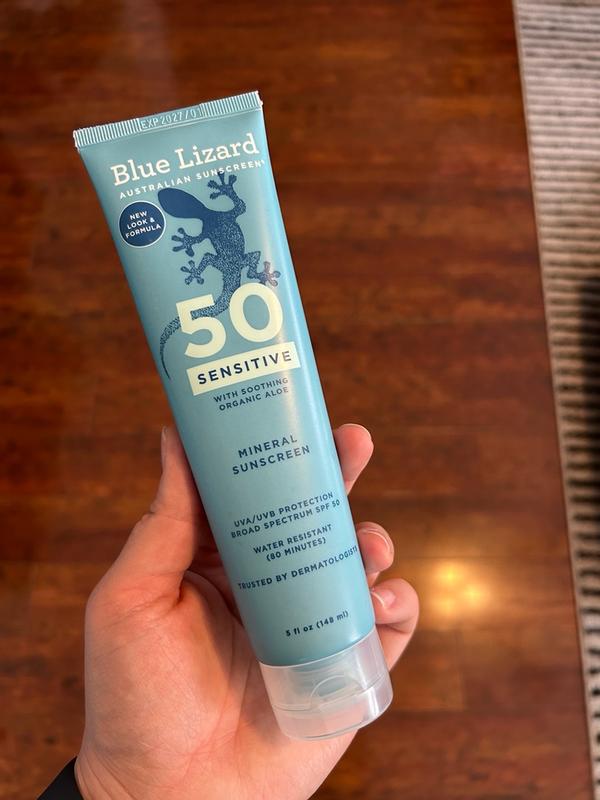 EXP 2027/01
Blue Lizard
AUSTRALIAN SUNSCREEN®
NEW
LOOK &
FORMULA
50
SENSITIVE
WITH SOOTHING
ORGANIC ALOE
MINERAL
SUNSCREEN
UVA/UVB PROTECTION
BROAD SPECTRUM SPF 50
WATER RESISTANT
(80 MINUTES)
TRUSTED BY DERMATOLOGISTS
5 fl oz (148 ml)